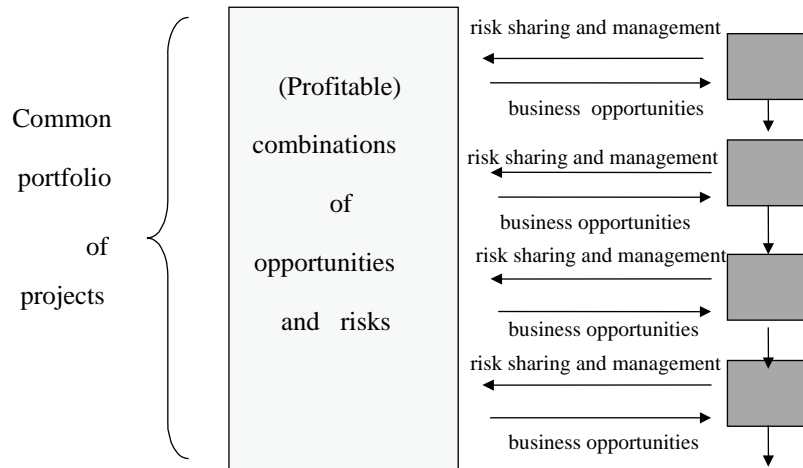 Common
portfolio
of
projects
(Profitable)
combinations
of
opportunities
and risks
risk sharing and management
business opportunities
risk sharing and management
business opportunities
risk sharing and management
business opportunities
risk sharing and management
business opportunities